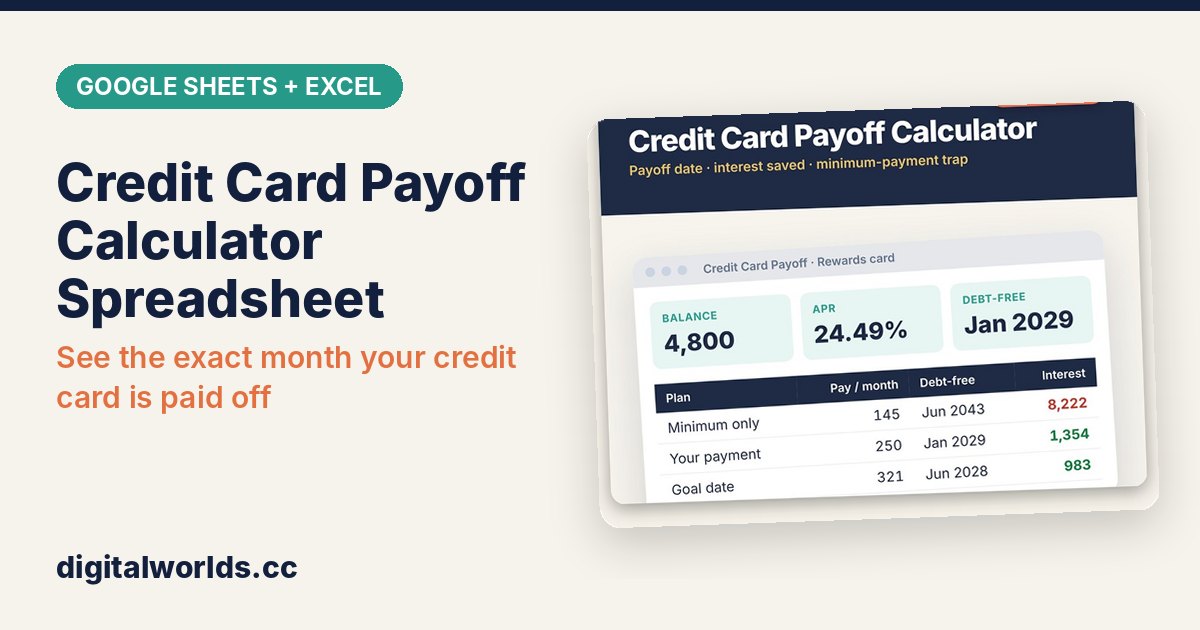 GOOGLE SHEETS + EXCEL
Credit Card Payoff
Calculator
Spreadsheet
See the exact month your credit
card is paid off
digitalworlds.cc
Credit Card Payoff Calculator
Payoff date · interest saved · minimum-payment trap
Credit Card Payoff · Rewards card
BALANCE
4,800
APR
24.49%
DEBT-FREE
Jan 2029
Plan Pay / month Debt-free Interest
Minimum only 145 Jun 2043 8,222
Your payment 250 Jan 2029 1,354
Goal date 321 Jun 2028 983